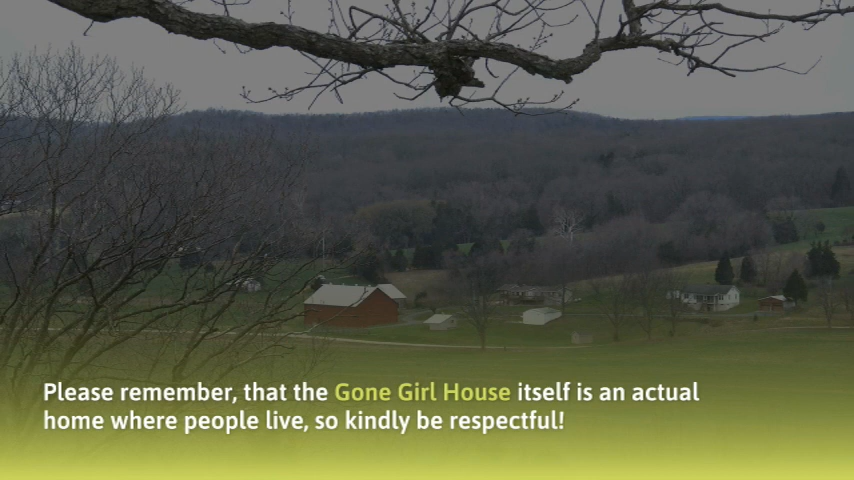 Please remember, that the Gone Girl House itself is an actual
home where people live, so kindly be respectful!